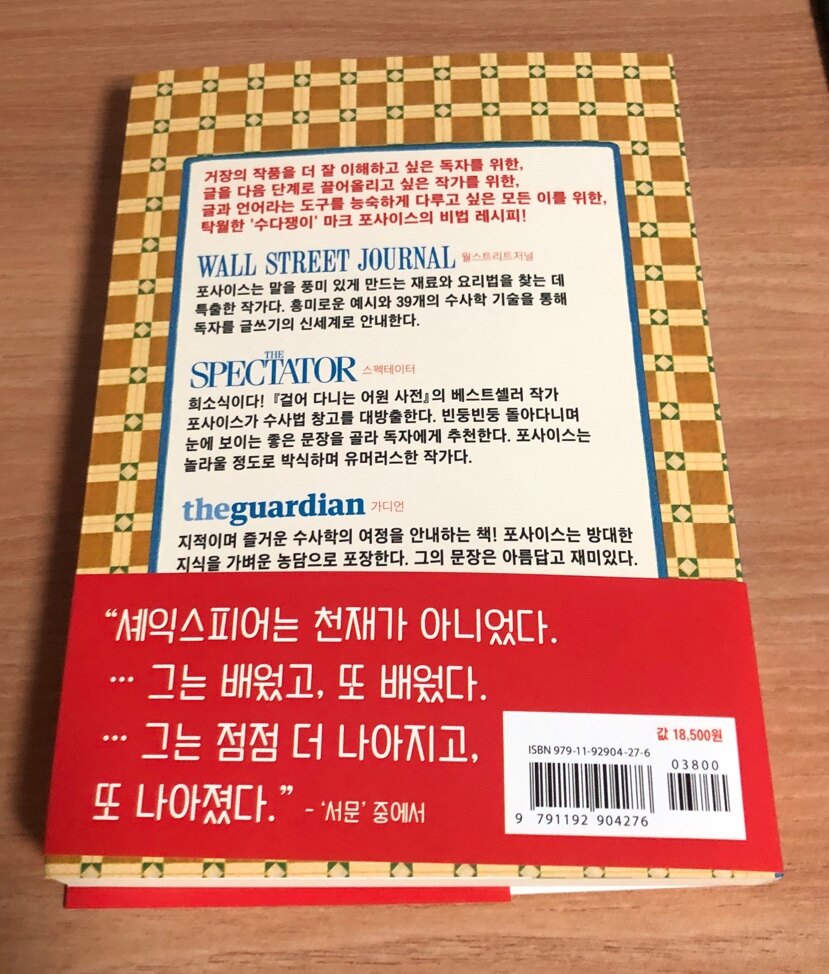 거장의 작품을 더 잘 이해하고 싶은 독자를 위한,
글을 다음 단계로 끌어올리고 싶은 작가를 위한,
글과 언어라는 도구를 능숙하게 다루고 싶은 모든 이를 위한,
탁월한 '수다쟁이' 마크 포사이스의 비법 레시피!
WALL STREET JOURNAL 월스트리트저널
포사이스는 말을 풍미 있게 만드는 재료와 요리법을 찾는 데
특출한 작가다. 흥미로운 예시와 39개의 수사학 기술을 통해
독자를 글쓰기의 신세계로 안내한다.
THE SPECTATOR 스펙테이터
희소식이다! 『걸어 다니는 어원 사전』의 베스트셀러 작가
포사이스가 수사법 창고를 대방출한다. 빈둥빈둥 돌아다니며
눈에 보이는 좋은 문장을 골라 독자에게 추천한다. 포사이스는
놀라울 정도로 박식하며 유머러스한 작가다.
theguardian 가디언
지적이며 즐거운 수사학의 여정을 안내하는 책! 포사이스는 방대한
지식을 가벼운 농담으로 포장한다. 그의 문장은 아름답고 재미있다.
“셰익스피어는 천재가 아니었다.
… 그는 배웠고, 또 배웠다.
… 그는 점점 더 나아지고,
또 나아졌다.” - ‘서문’ 중에서
값 18,500원
ISBN 979-11-92904-27-6
03800
9 791192 904276